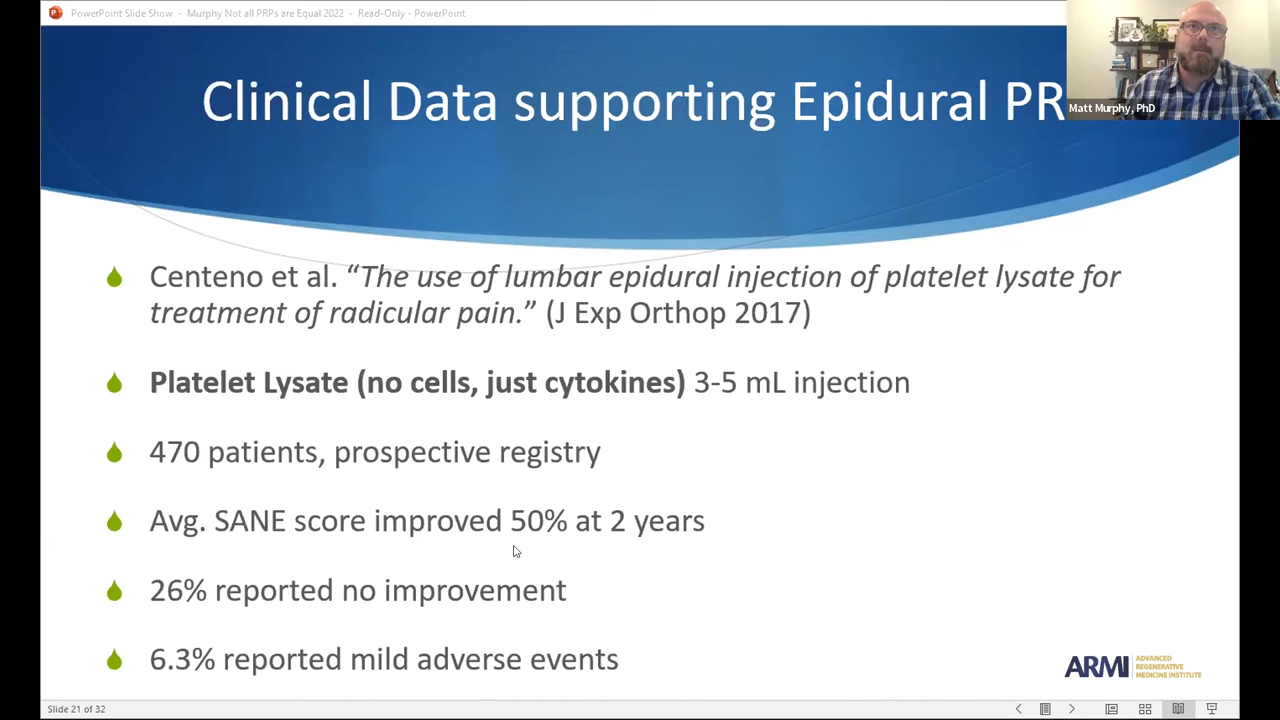 PowerPoint Slide Show - Murphy Not all PRPs are Equal 2022 - Read-Only - PowerPoint
Clinical Data supporting Epidural PR
Matt Murphy, PhD
Centeno et al. “The use of lumbar epidural injection of platelet lysate for
treatment of radicular pain.” (J Exp Orthop 2017)
Platelet Lysate (no cells, just cytokines) 3-5 mL injection
470 patients, prospective registry
Avg. SANE score improved 50% at 2 years
26% reported no improvement
6.3% reported mild adverse events
ARMI ADVANCED
REGENERATIVE
MEDICINE INSTITUTE
Slide 21 of 32